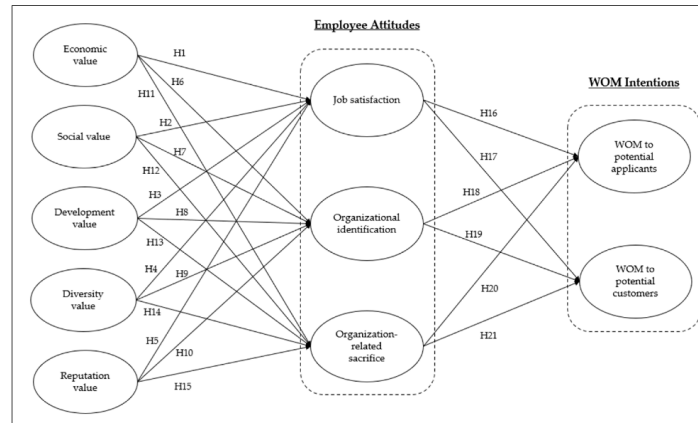 Employee Attitudes
WOM Intentions
Economic
value
Social value
Development
value
Diversity
value
Reputation
value
H1
H6
H11
H2
H7
H12
H3
H8
H13
H4
H9
H14
H5
H10
H15
Job satisfaction
Organizational
identification
Organization-
related
sacrifice
H16
H17
H18
H19
H20
H21
WOM to
potential
applicants
WOM to
potential
customers